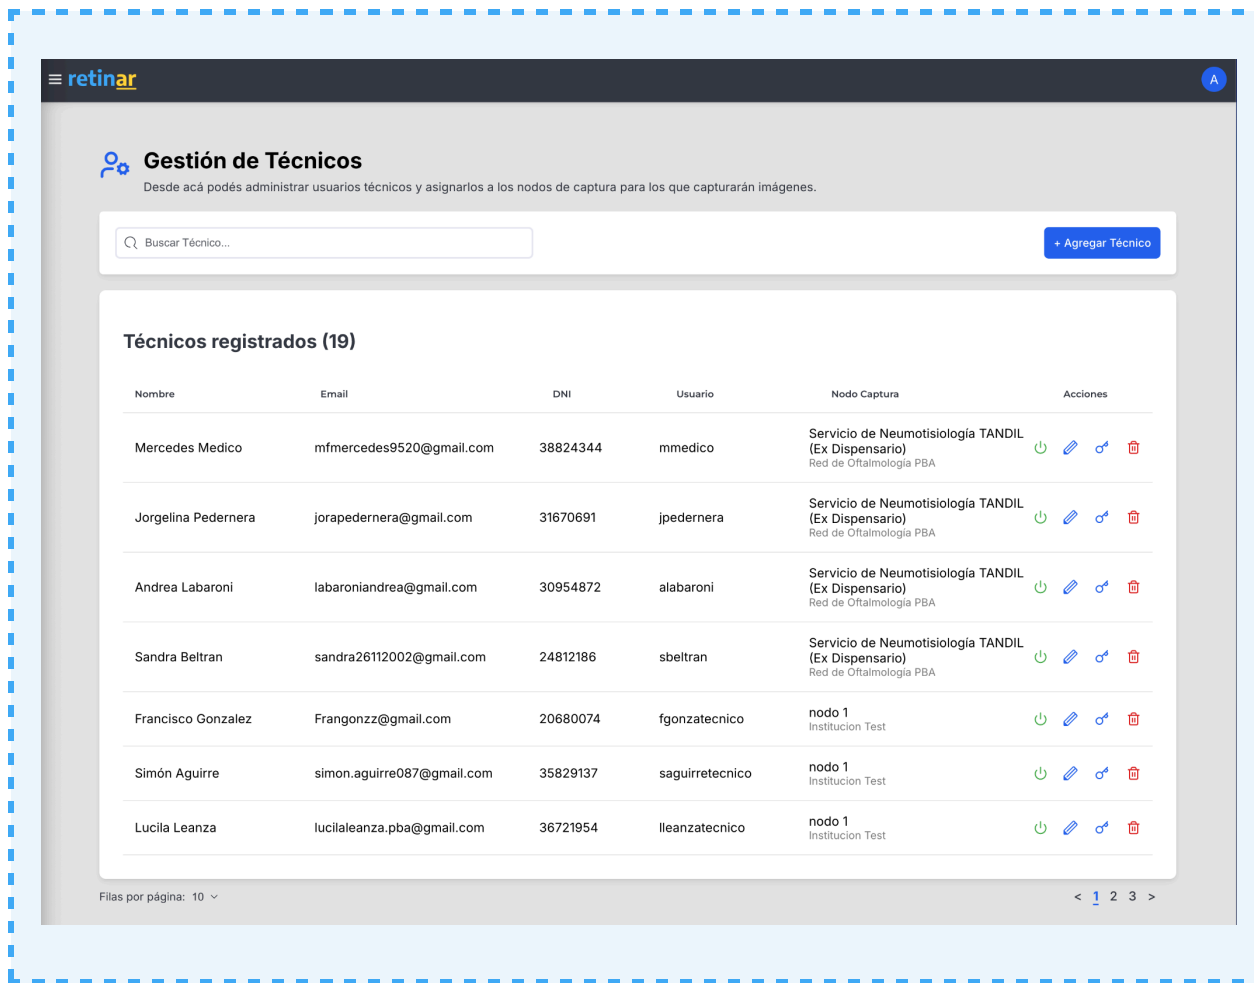 retinar
A
Gestión de Técnicos
Desde acá podés administrar usuarios técnicos y asignarlos a los nodos de captura para los que capturarán imágenes.
Buscar Técnico...
+ Agregar Técnico
Técnicos registrados (19)
Nombre Email DNI Usuario Nodo Captura Acciones
Servicio de Neumotisiología TANDIL
Mercedes Medico mfmercedes9520@gmail.com 38824344 mmedico (Ex Dispensario)
Red de Oftalmología PBA
Servicio de Neumotisiología TANDIL
Jorgelina Pedernera jorapedernera@gmail.com 31670691 jpedernera (Ex Dispensario)
Red de Oftalmología PBA
Servicio de Neumotisiología TANDIL
Andrea Labaroni labaroniandrea@gmail.com 30954872 alabaroni (Ex Dispensario)
Red de Oftalmología PBA
Servicio de Neumotisiología TANDIL
Sandra Beltran sandra26112002@gmail.com 24812186 sbeltran (Ex Dispensario)
Red de Oftalmología PBA
Francisco Gonzalez Frangonzz@gmail.com 20680074 fgonzatecnico nodo 1
Institucion Test
Simón Aguirre simon.aguirre087@gmail.com 35829137 saguirretecnico nodo 1
Institucion Test
Lucila Leanza lucilaleanza.pba@gmail.com 36721954 lleanzatecnico nodo 1
Institucion Test
Filas por página: 10 < 1 2 3 >